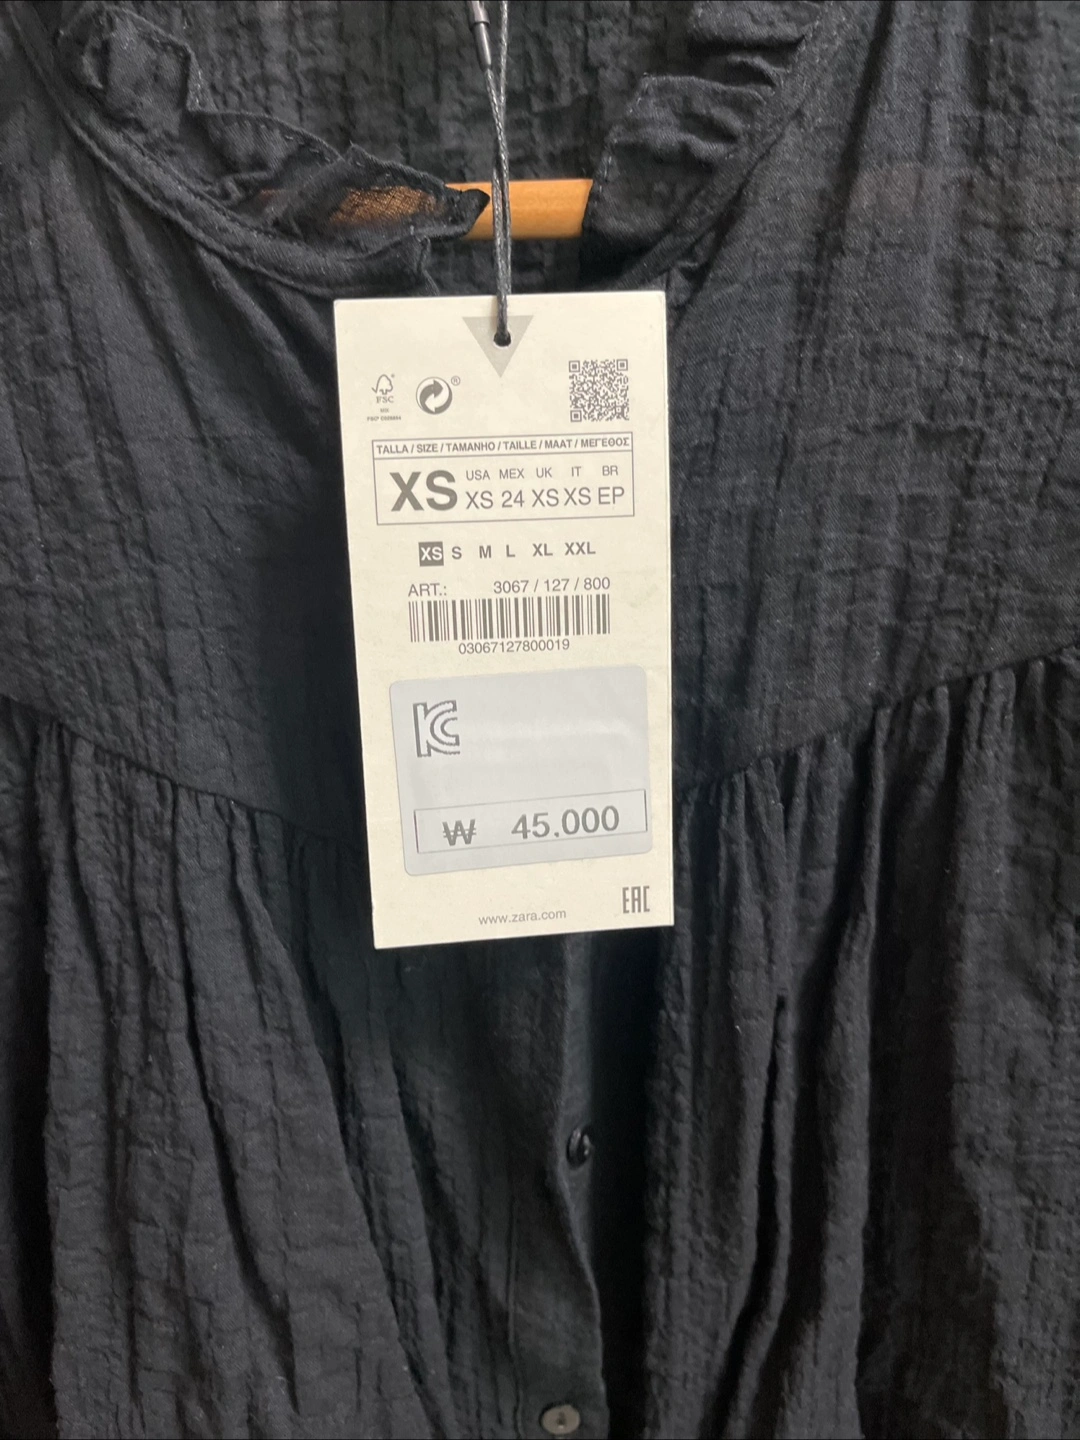 FSC
®
TALLA / SIZE / TAMANHO / TAILLE / MAAT / ΜΕΓΕΘΟΣ
XS
USA MEX UK IT BR
XS 24 XS XS EP
XS S M L XL XXL
ART.: 3067 / 127 / 800
03067127800019
KC
₩ 45.000
EAC
www.zara.com